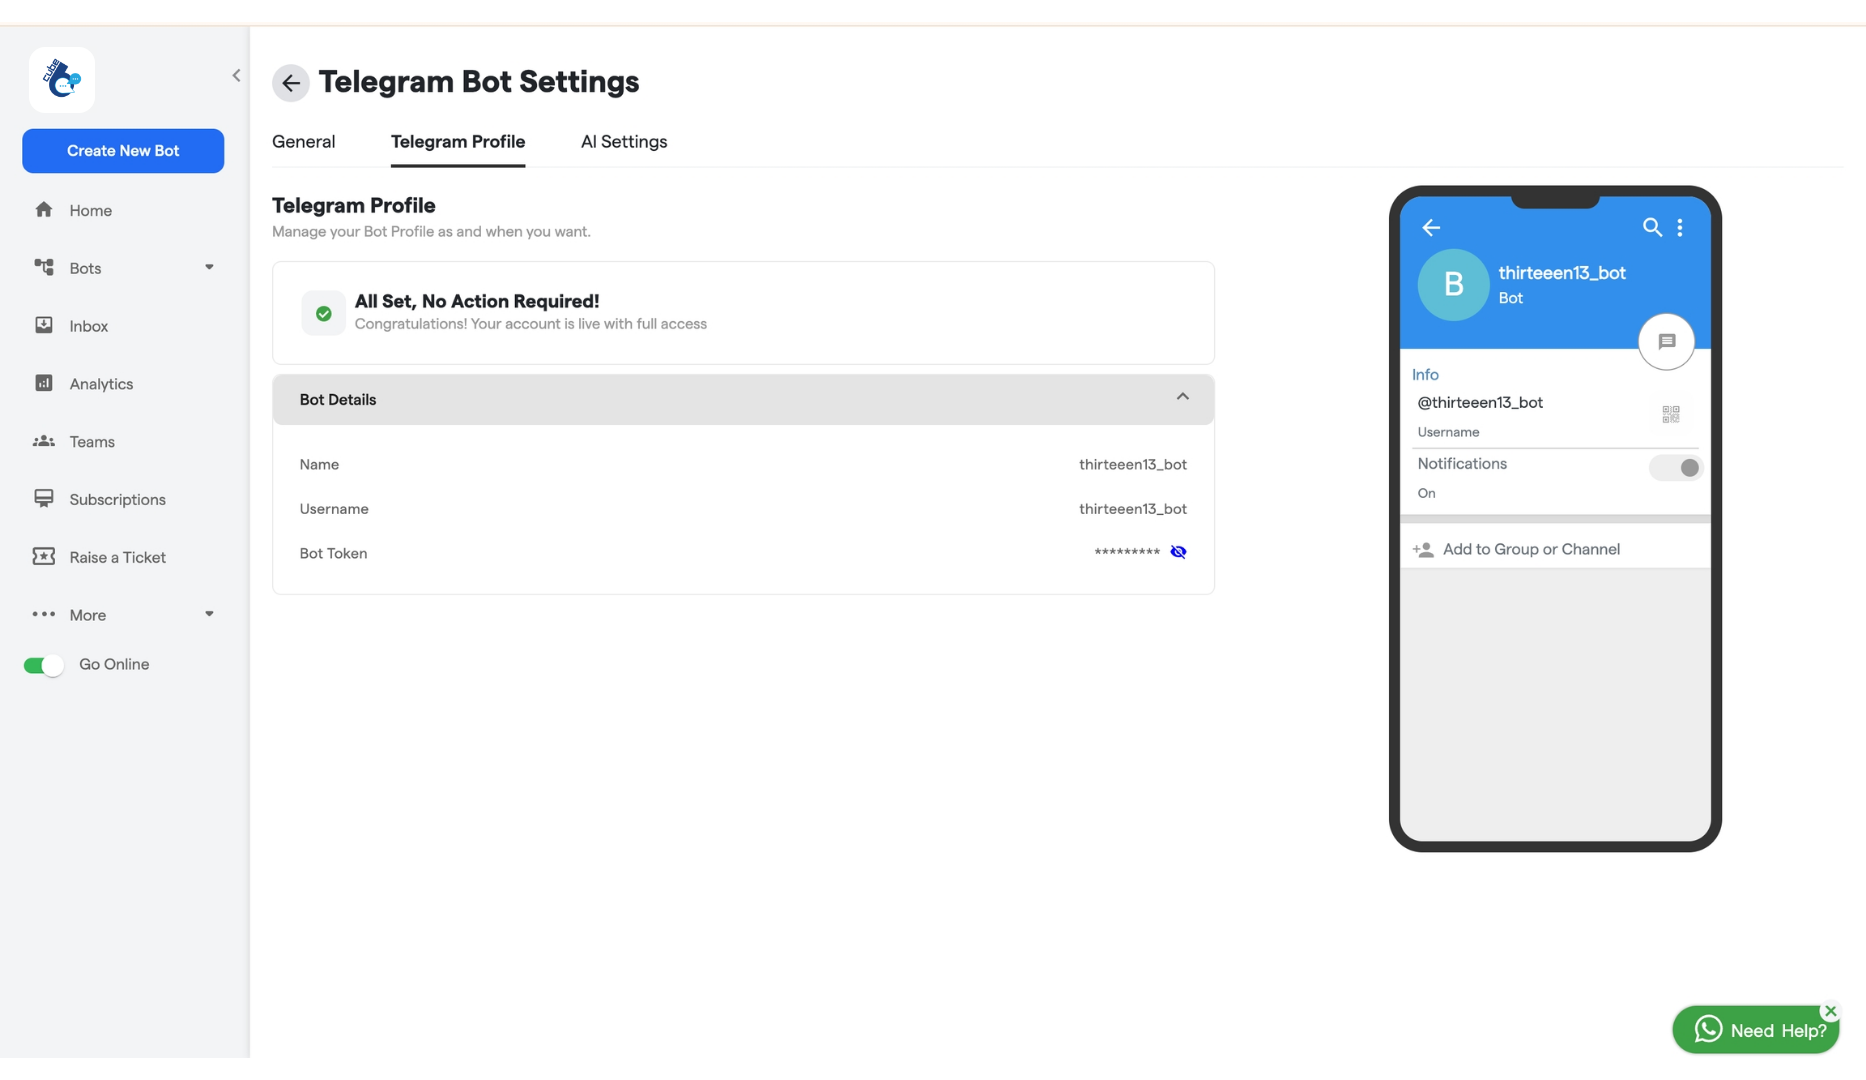 cube
Create New Bot
Home
Bots
Inbox
Analytics
Teams
Subscriptions
Raise a Ticket
More
Go Online
Telegram Bot Settings
General
Telegram Profile
AI Settings
Telegram Profile
Manage your Bot Profile as and when you want.
All Set, No Action Required!
Congratulations! Your account is live with full access
Bot Details
Name thirteeen13_bot
Username thirteeen13_bot
Bot Token *********
B
thirteeen13_bot
Bot
Info
@thirteeen13_bot
Username
Notifications
On
Add to Group or Channel
Need Help?